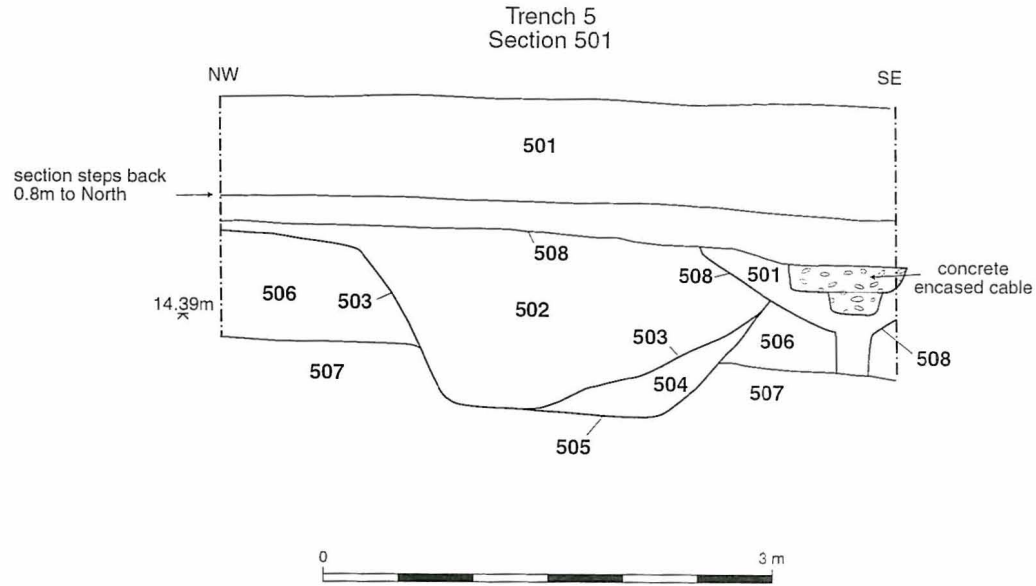 Trench 5
Section 501
NW
SE
501
section steps back
0.8m to North
508
508
501
concrete
encased cable
506
503
14.39m
502
503
506
508
507
504
507
505
0
3 m